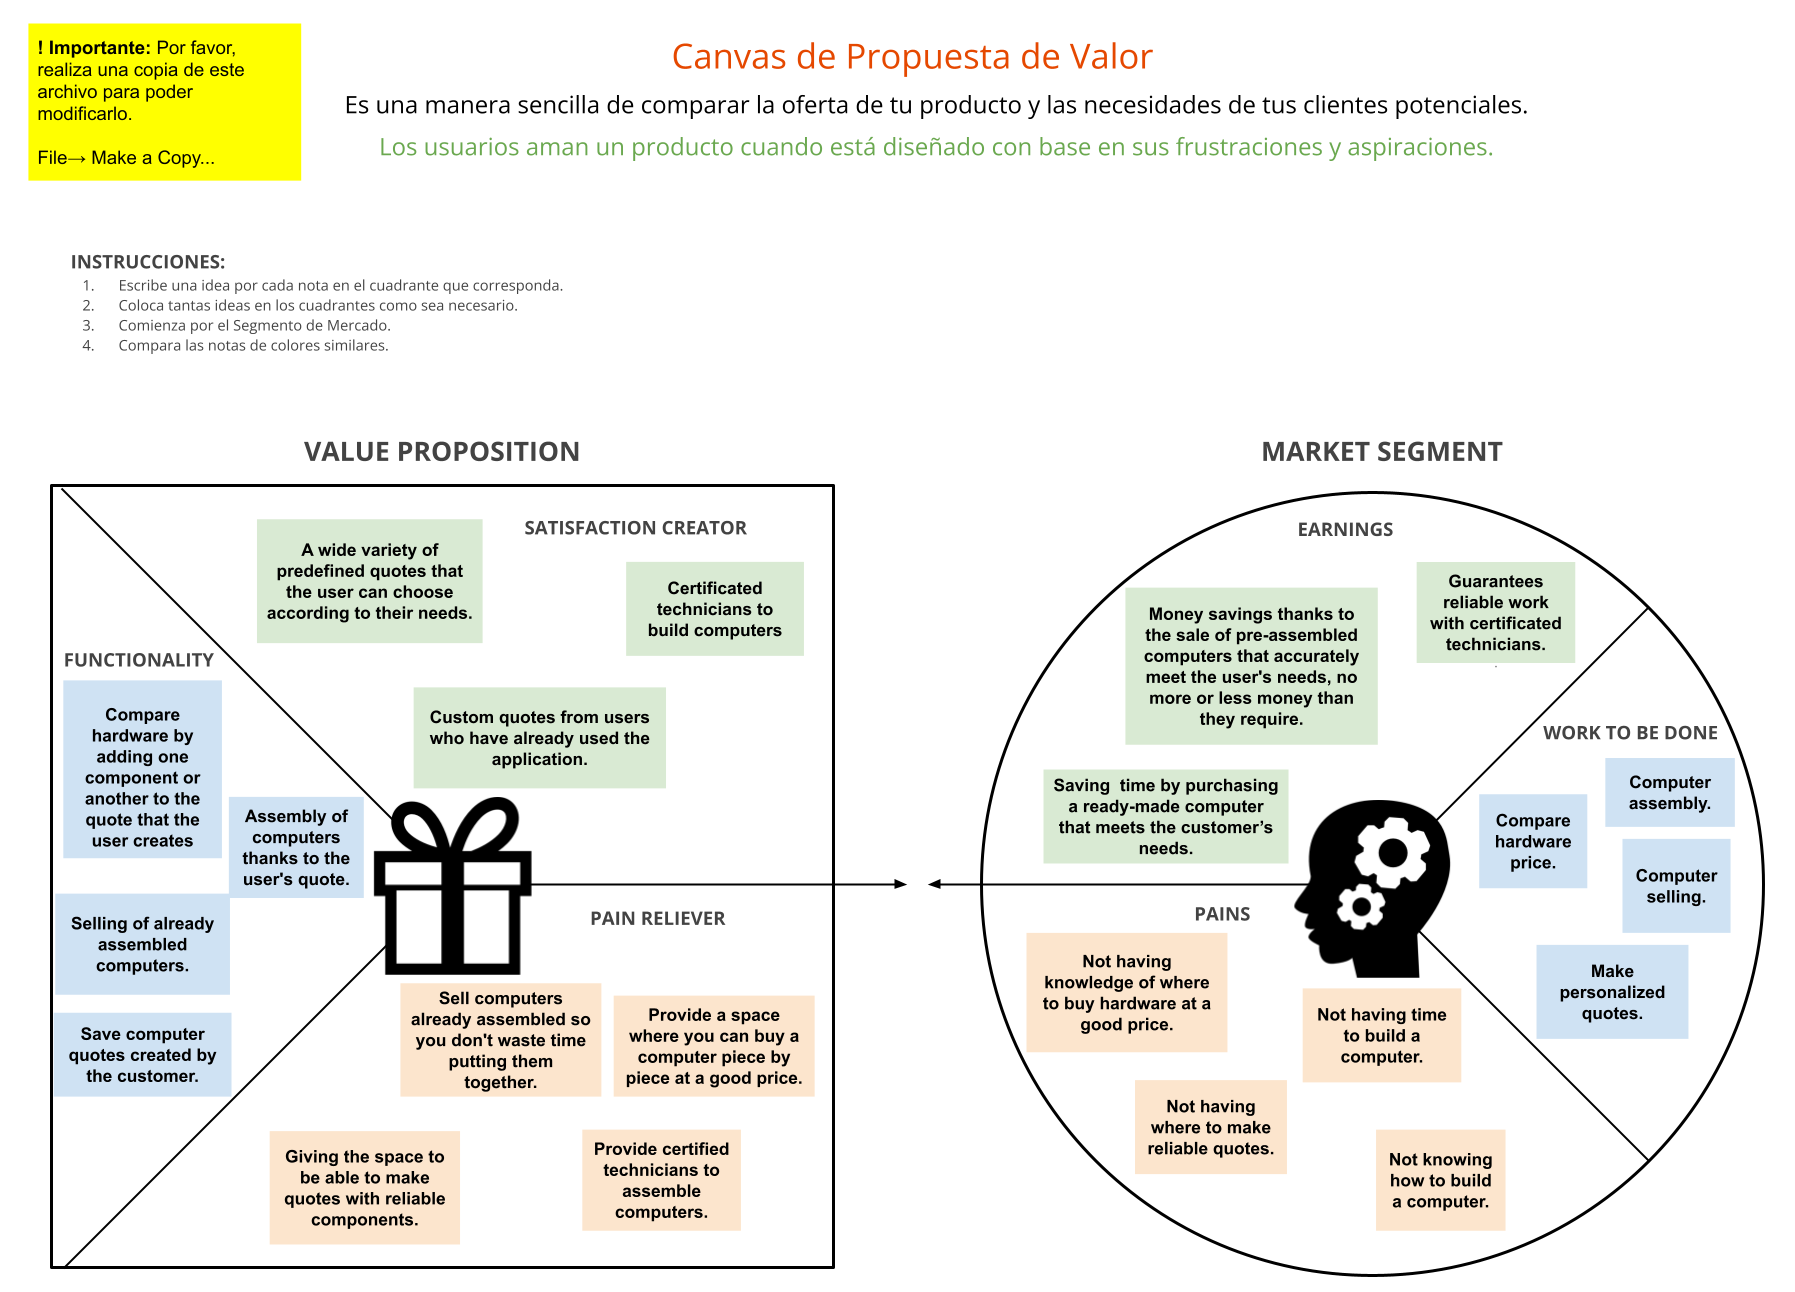 ! Importante: Por favor,
realiza una copia de este
archivo para poder
modificarlo.
File→ Make a Copy...
Canvas de Propuesta de Valor
Es una manera sencilla de comparar la oferta de tu producto y las necesidades de tus clientes potenciales.
Los usuarios aman un producto cuando está diseñado con base en sus frustraciones y aspiraciones.
INSTRUCCIONES:
1. Escribe una idea por cada nota en el cuadrante que corresponda.
2. Coloca tantas ideas en los cuadrantes como sea necesario.
3. Comienza por el Segmento de Mercado.
4. Compara las notas de colores similares.
VALUE PROPOSITION
SATISFACTION CREATOR
A wide variety of
predefined quotes that
the user can choose
according to their needs.
Certificated
technicians to
build computers
Custom quotes from users
who have already used the
application.
FUNCTIONALITY
Compare
hardware by
adding one
component or
another to the
quote that the
user creates
Assembly of
computers
thanks to the
user's quote.
Selling of already
assembled
computers.
Save computer
quotes created by
the customer.
PAIN RELIEVER
Sell computers
already assembled so
you don't waste time
putting them
together.
Provide a space
where you can buy a
computer piece by
piece at a good price.
Giving the space to
be able to make
quotes with reliable
components.
Provide certified
technicians to
assemble
computers.
MARKET SEGMENT
EARNINGS
Money savings thanks to
the sale of pre-assembled
computers that accurately
meet the user's needs, no
more or less money than
they require.
Guarantees
reliable work
with certificated
technicians.
.
Saving  time by purchasing
a ready-made computer
that meets the customer’s
needs.
WORK TO BE DONE
Computer
assembly.
Compare
hardware
price.
Computer
selling.
Make
personalized
quotes.
PAINS
Not having
knowledge of where
to buy hardware at a
good price.
Not having time
to build a
computer.
Not having
where to make
reliable quotes.
Not knowing
how to build
a computer.